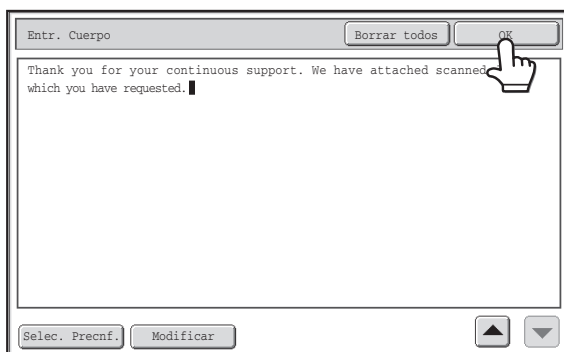 Entr. Cuerpo
Borrar todos
OK
Thank you for your continuous support. We have attached scanned
which you have requested.
Selec. Precnf.
Modificar